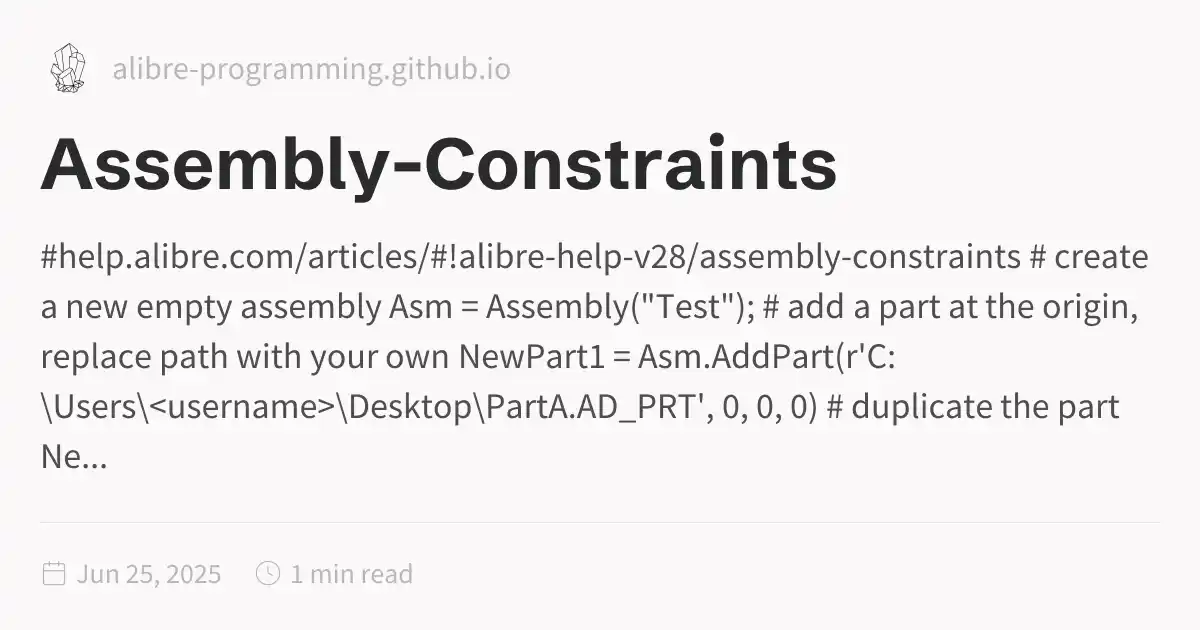 alibre-programming.github.io
Assembly-Constraints
#help.alibre.com/articles/#!alibre-help-v28/assembly-constraints # create
a new empty assembly Asm = Assembly("Test"); # add a part at the origin,
replace path with your own NewPart1 = Asm.AddPart(r'C:
\Users\<username>\Desktop\PartA.AD_PRT', 0, 0, 0) # duplicate the part
Ne...
Jun 25, 2025 1 min read